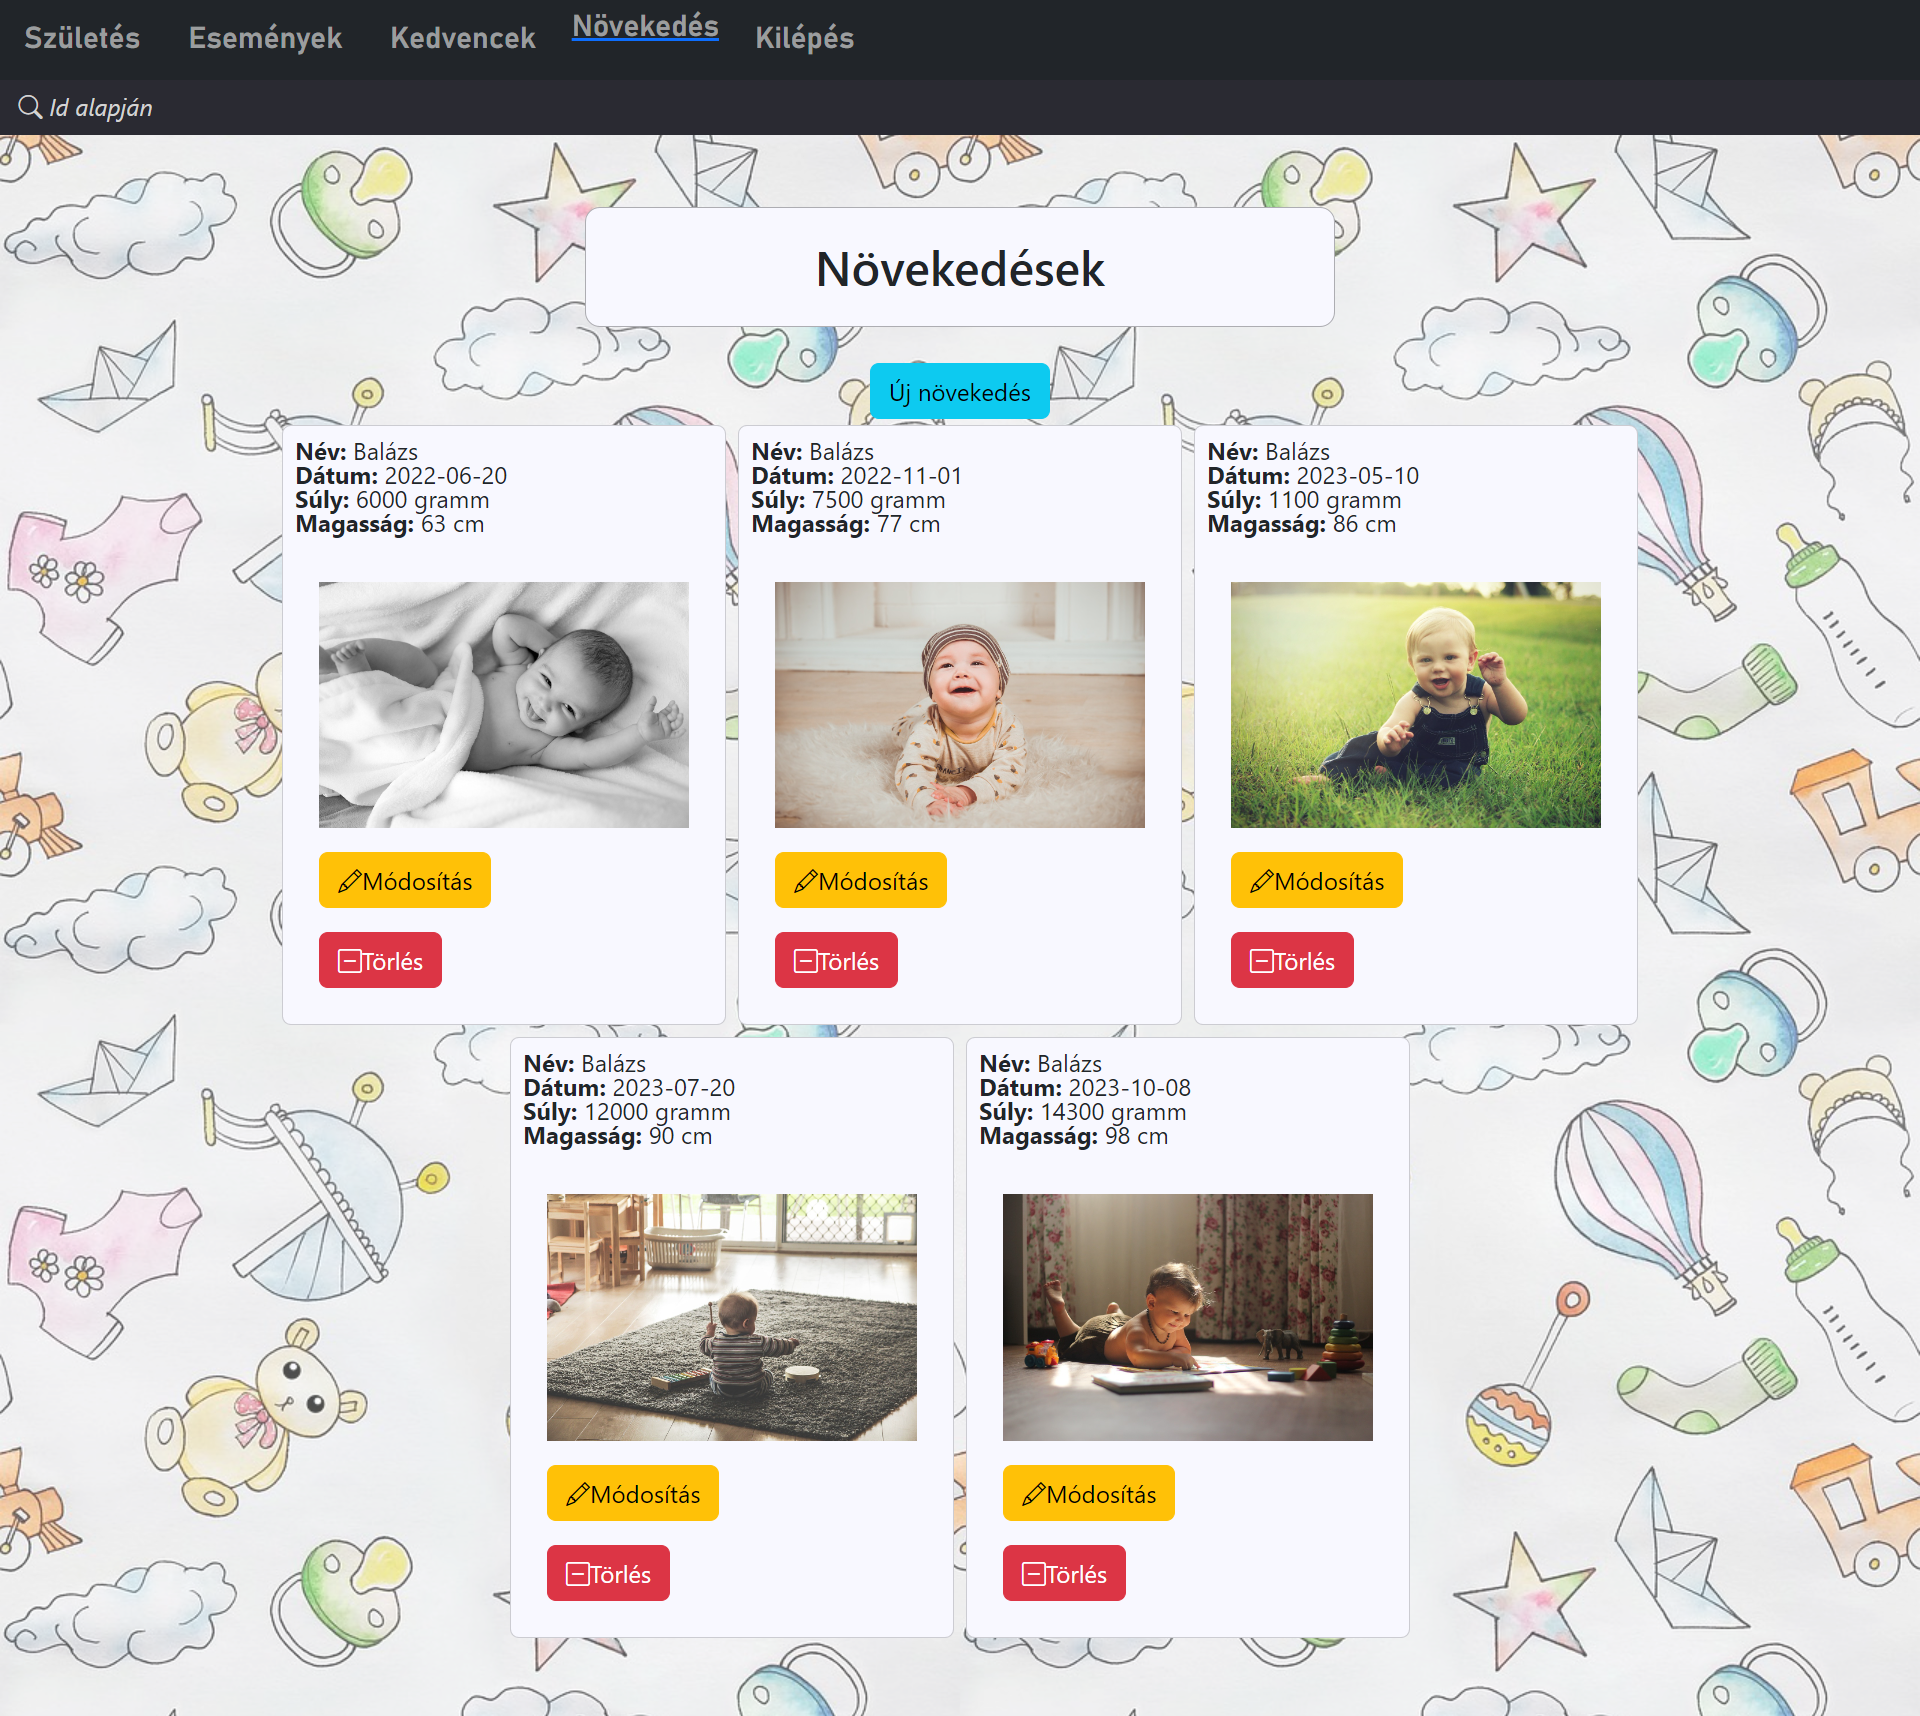 Születés Események Kedvencek Növekedés Kilépés
Id alapján
Növekedések
Új növekedés
Név: Balázs
Dátum: 2022-06-20
Súly: 6000 gramm
Magasság: 63 cm
Módosítás
Törlés
Név: Balázs
Dátum: 2022-11-01
Súly: 7500 gramm
Magasság: 77 cm
Módosítás
Törlés
Név: Balázs
Dátum: 2023-05-10
Súly: 1100 gramm
Magasság: 86 cm
Módosítás
Törlés
Név: Balázs
Dátum: 2023-07-20
Súly: 12000 gramm
Magasság: 90 cm
Módosítás
Törlés
Név: Balázs
Dátum: 2023-10-08
Súly: 14300 gramm
Magasság: 98 cm
Módosítás
Törlés